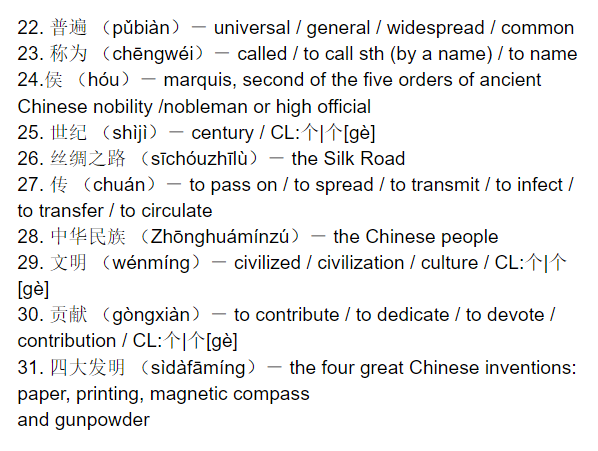 22. 普遍 （pǔbiàn）－ universal / general / widespread / common
23. 称为 （chēngwéi）－ called / to call sth (by a name) / to name
24.侯 （hóu）－ marquis, second of the five orders of ancient
Chinese nobility /nobleman or high official
25. 世纪 （shìjì）－ century / CL:个|个[gè]
26. 丝绸之路 （sīchóuzhīlù）－ the Silk Road
27. 传 （chuán）－ to pass on / to spread / to transmit / to infect /
to transfer / to circulate
28. 中华民族 （Zhōnghuámínzú）－ the Chinese people
29. 文明 （wénmíng）－ civilized / civilization / culture / CL:个|个
[gè]
30. 贡献 （gòngxiàn）－ to contribute / to dedicate / to devote /
contribution / CL:个|个[gè]
31. 四大发明 （sìdàfāmíng）－ the four great Chinese inventions:
paper, printing, magnetic compass
and gunpowder